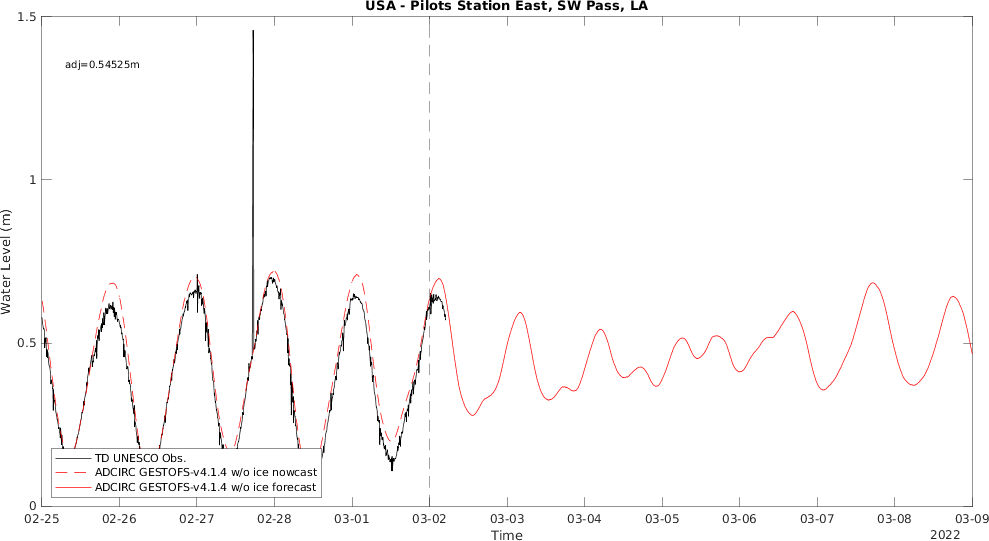 USA - Pilots Station East, SW Pass, LA
1.5
adj=0.54525m
1
Water Level (m)
0.5
TD UNESCO Obs.
ADCIRC GESTOFS-v4.1.4 w/o ice nowcast
ADCIRC GESTOFS-v4.1.4 w/o ice forecast
0
02-25 02-26 02-27 02-28 03-01 03-02 03-03 03-04 03-05 03-06 03-07 03-08 03-09
Time
2022